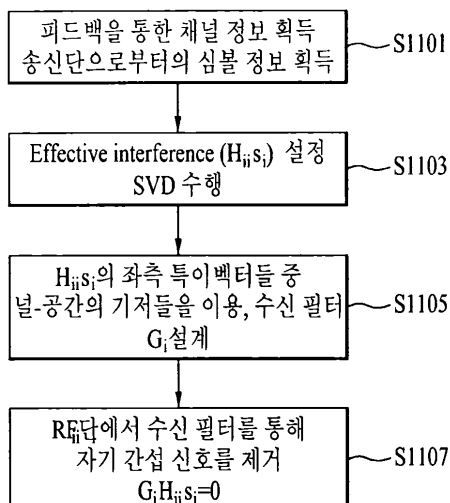 피드백을 통한 채널 정보 획득
송신단으로부터의 심볼 정보 획득
S1101
Effective interference (Hᵢᵢsᵢ) 설정
SVD 수행
S1103
Hᵢᵢsᵢ의 좌측 특이벡터들 중
널-공간의 기저들을 이용, 수신 필터
Gᵢ설계
S1105
단에서 수신 필터를 통해
자기 간섭 신호를 제거
GᵢHᵢᵢsᵢ=0
S1107